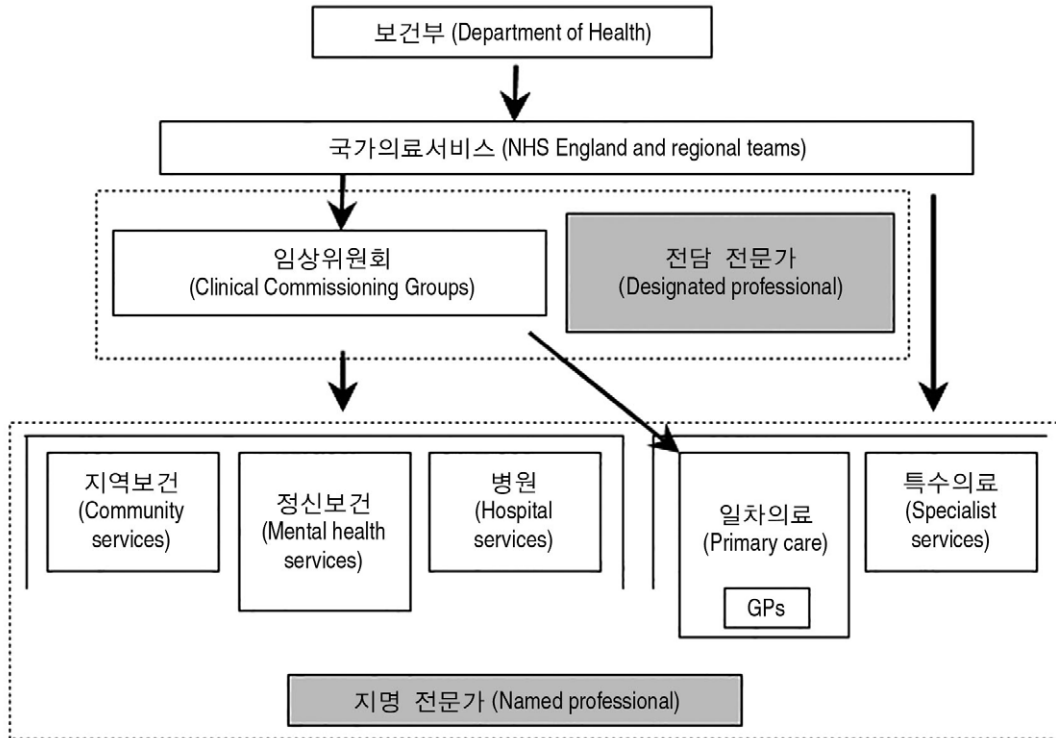 보건부 (Department of Health)
국가의료서비스 (NHS England and regional teams)
임상위원회
(Clinical Commissioning Groups)
전담 전문가
(Designated professional)
지역보건
(Community
services)
정신보건
(Mental health
services)
병원
(Hospital
services)
일차의료
(Primary care)
GPs
특수의료
(Specialist
services)
지명 전문가 (Named professional)